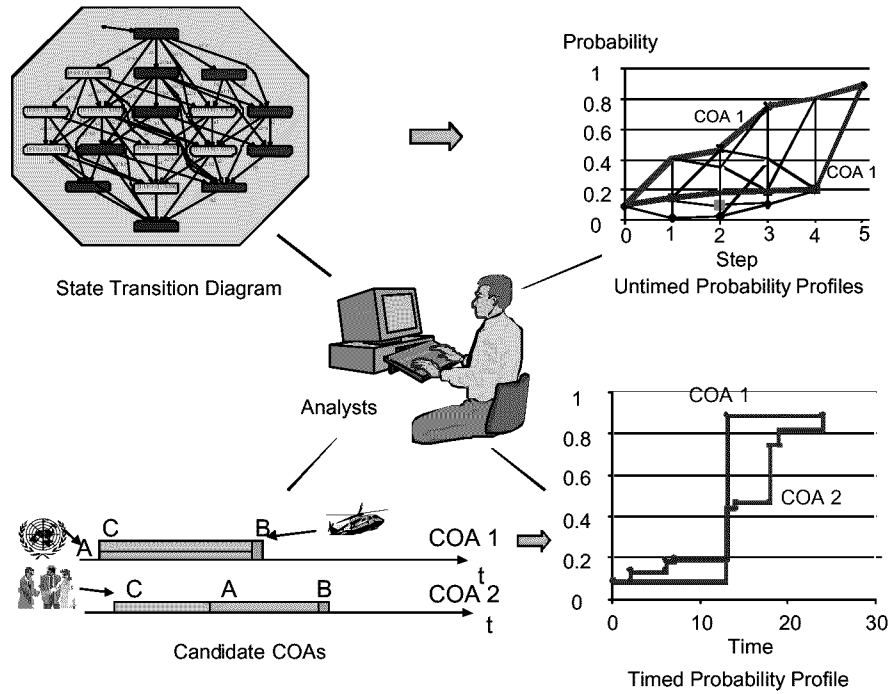 Probability
1
0.8
COA 1
0.6
0.4
COA 1
0.2
0
0 1 2 3 4 5
Step
State Transition Diagram
Untimed Probability Profiles
Analysts
1
COA 1
0.8
0.6
COA 2
0.4
0.2
0
0 10 20 30
Time
Timed Probability Profile
A C B COA 1
t
C A B COA 2
t
Candidate COAs